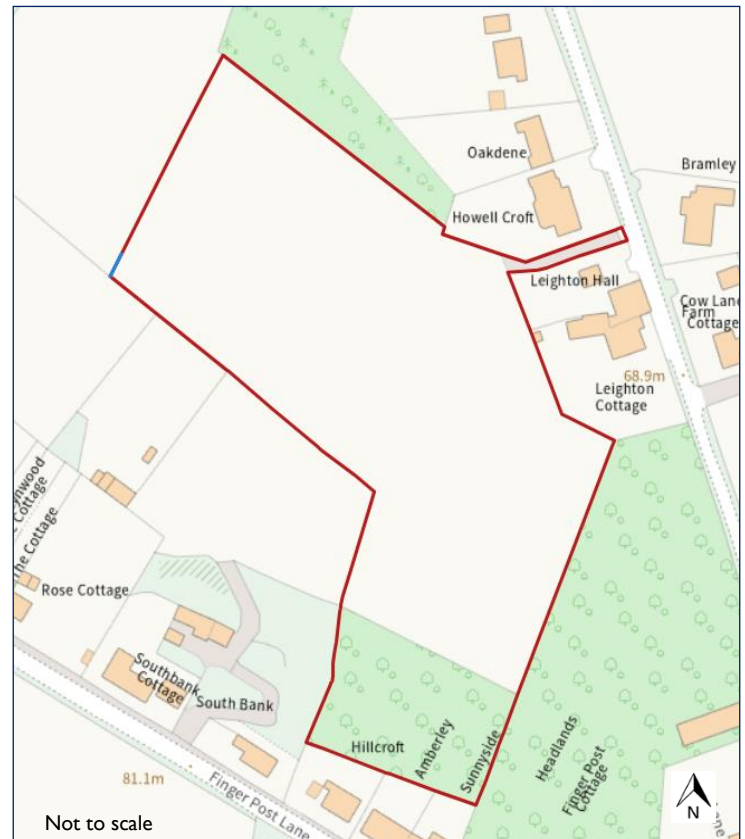 Oakdene
Bramley
Howell Croft
Leighton Hall
Cow Lane
Farm
Cottage
68.9m
Leighton
Cottage
Cottage
The Cottage
Rose Cottage
Southbank
Cottage
South Bank
Hillcroft
Amberley
Sunnyside
Headlands
Finger Post
Cottage
81.1m
Finger Post Lane
Lane
N
Not to scale